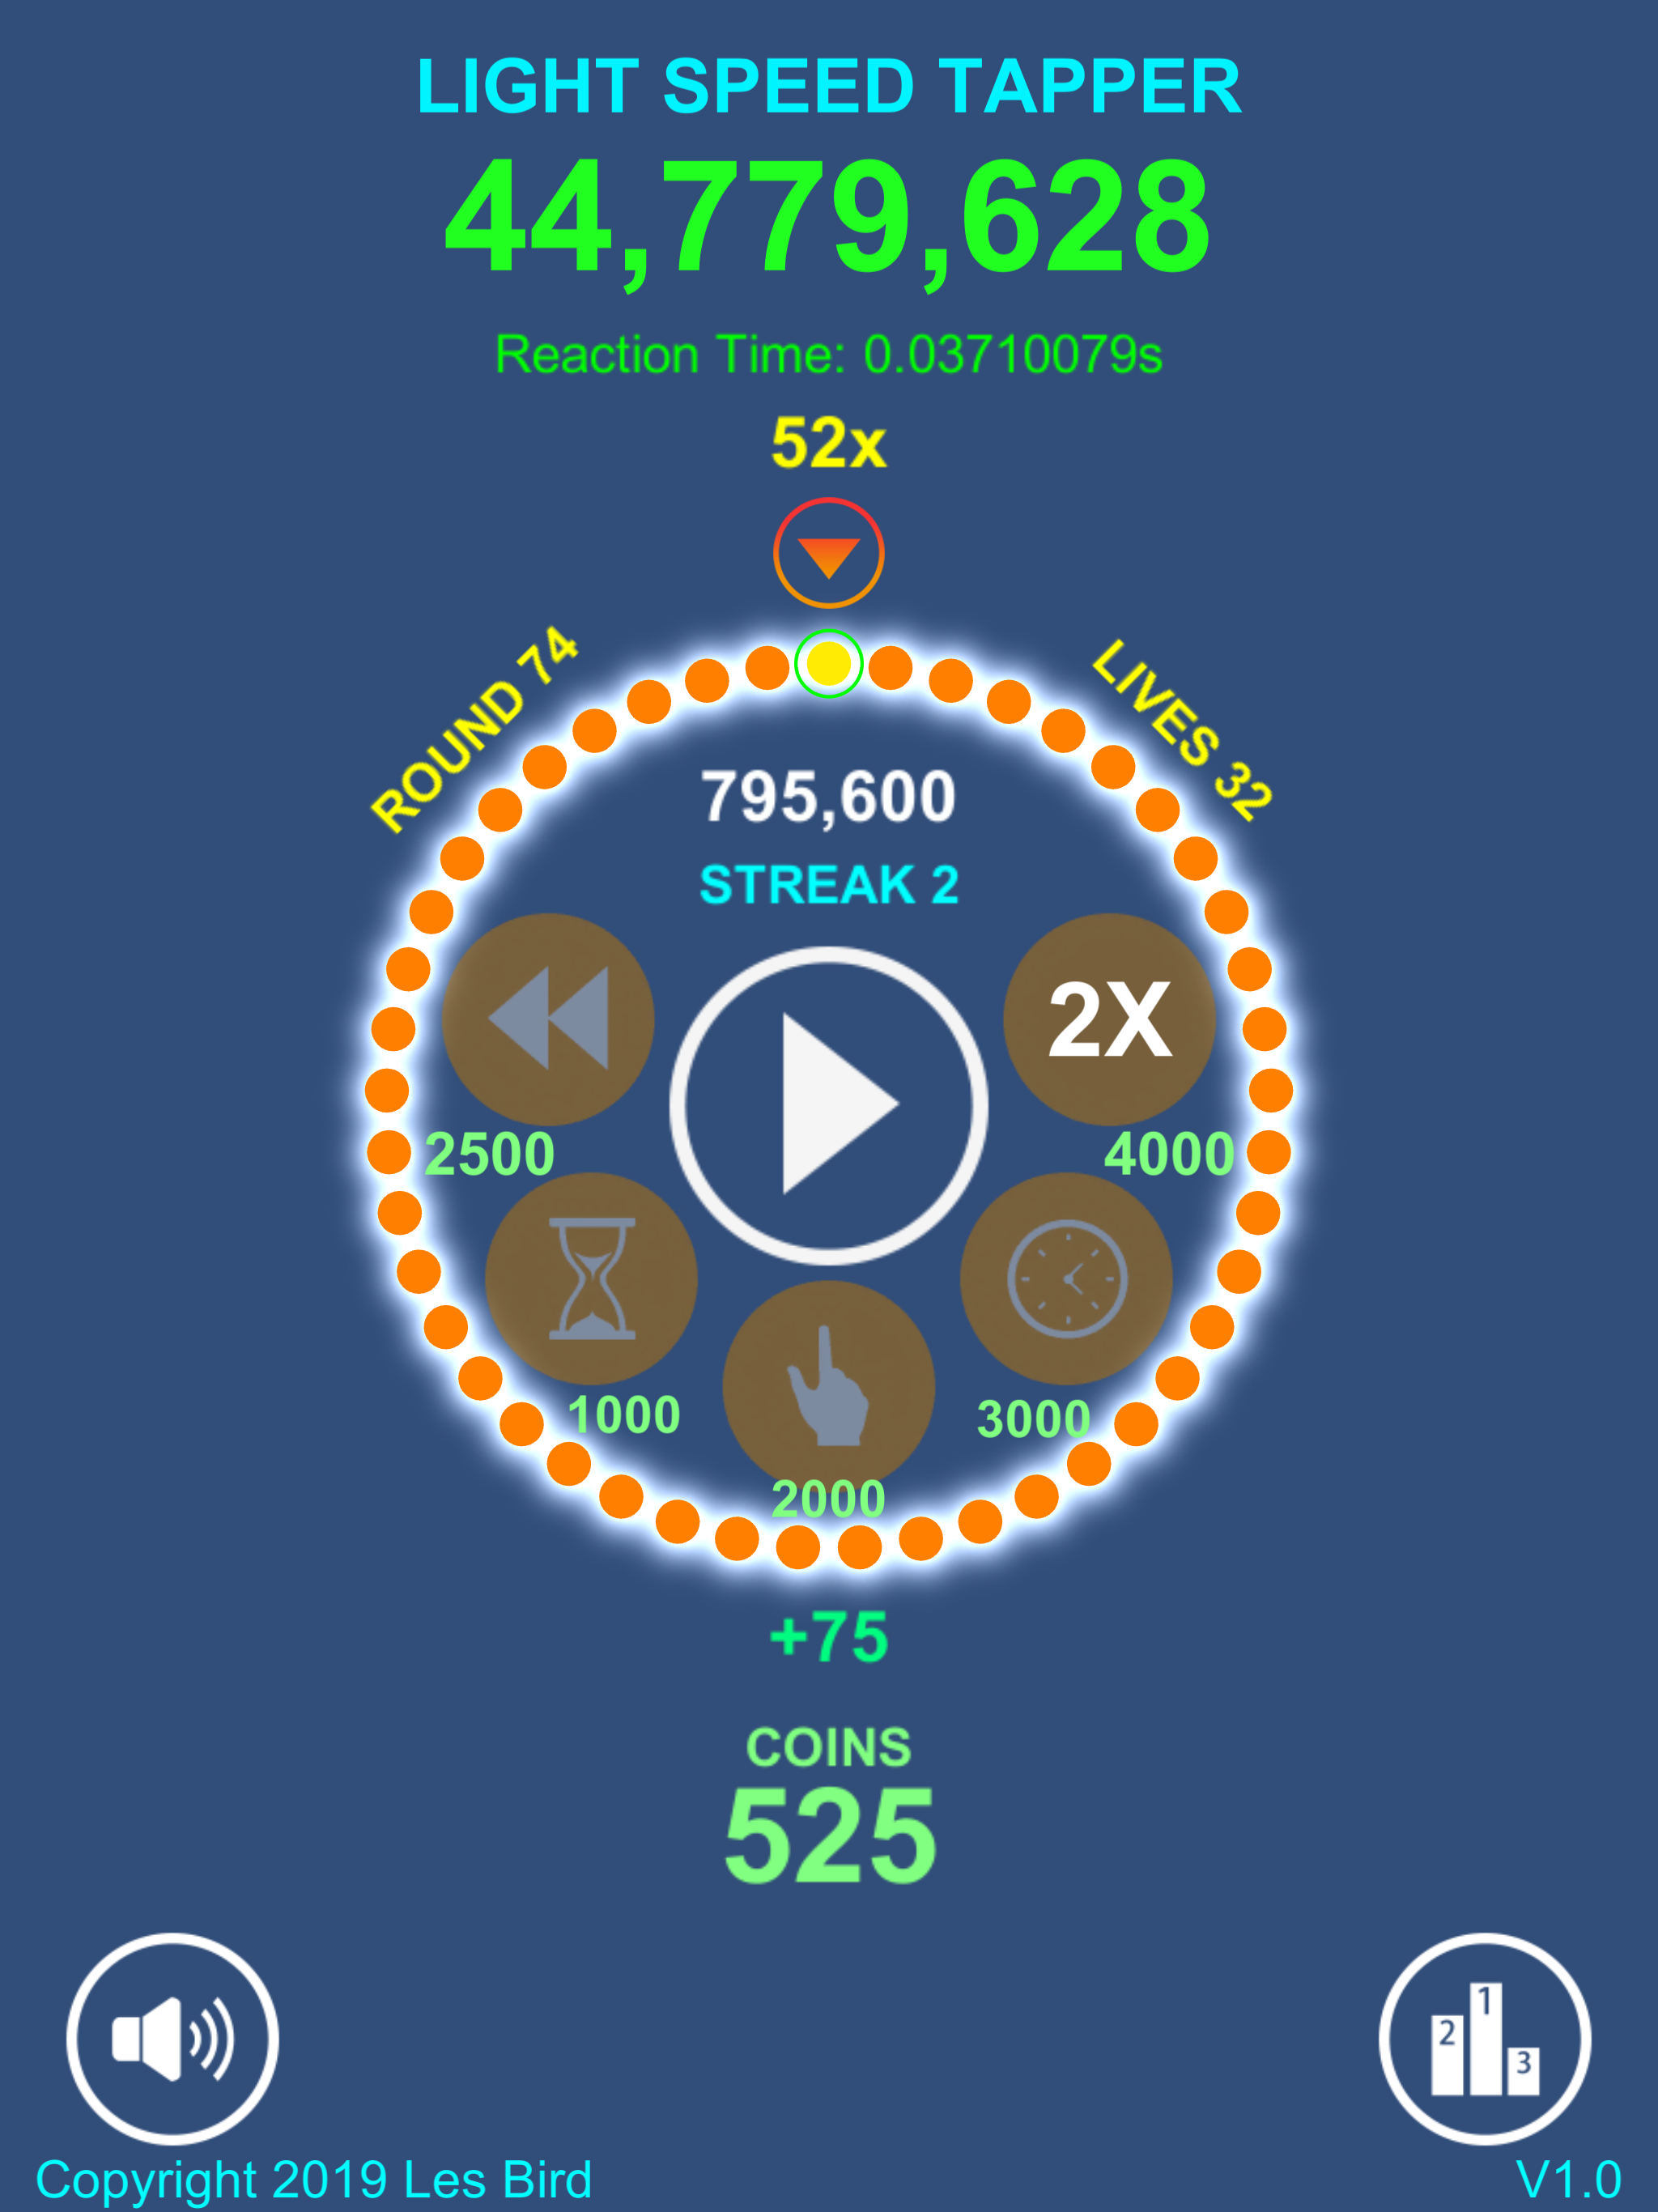 LIGHT SPEED TAPPER
44,779,628
Reaction Time: 0.03710079s
52x
ROUND 74
LIVES 32
795,600
STREAK 2
2X
2500
4000
1000
3000
2000
+75
COINS
525
2 1 3
Copyright 2019 Les Bird
V1.0